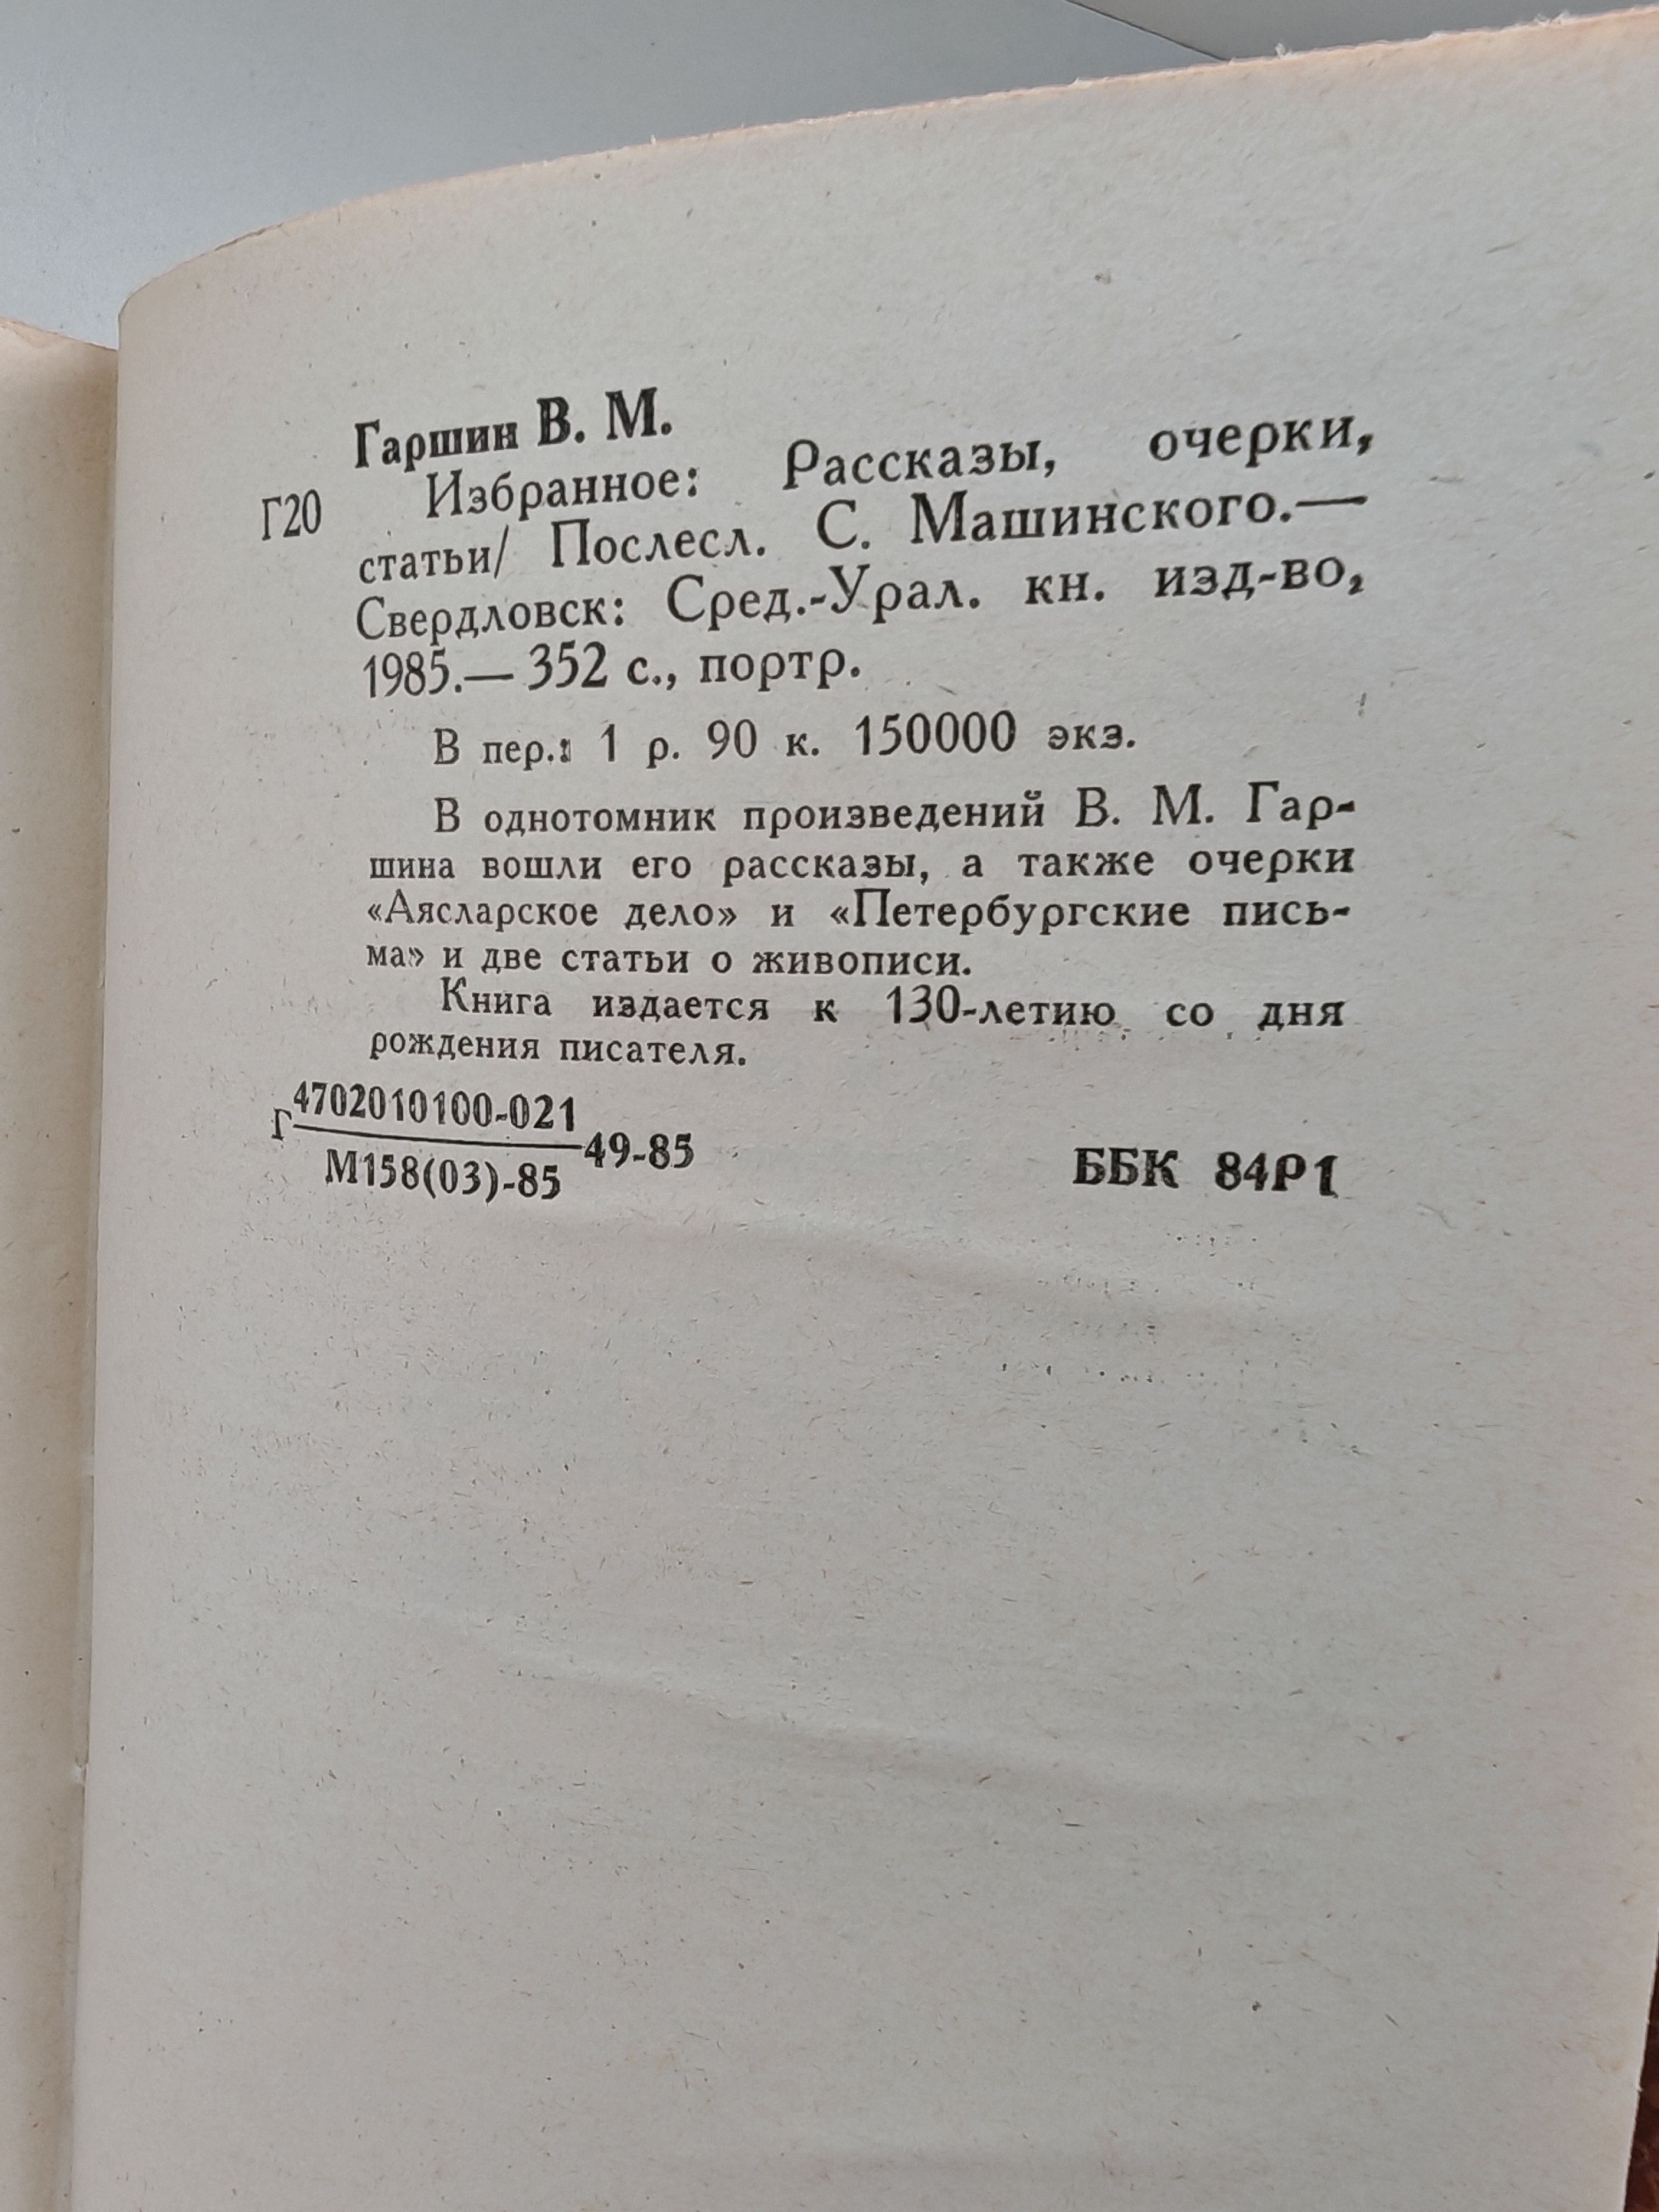 Гаршин В. М.
Г20 Избранное: Рассказы, очерки,
статьи/ Послесл. С. Машинского.—
Свердловск: Сред.-Урал. кн. изд-во,
1985.— 352 с., портр.
В пер.: 1 р. 90 к. 150000 экз.
В однотомник произведений В. М. Гар-
шина вошли его рассказы, а также очерки
«Аясларское дело» и «Петербургские пись-
ма» и две статьи о живописи.
Книга издается к 130-летию со дня
рождения писателя.
4702010100-021
Г 49-85
М158(03)-85
ББК 84Р1